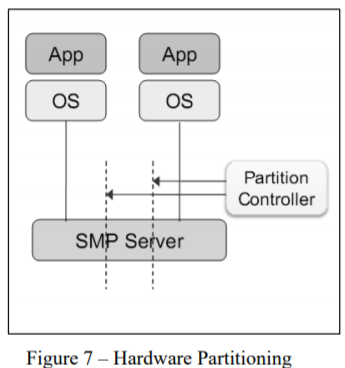 App App
OS OS
Partition
Controller
SMP Server
Figure 7 – Hardware Partitioning